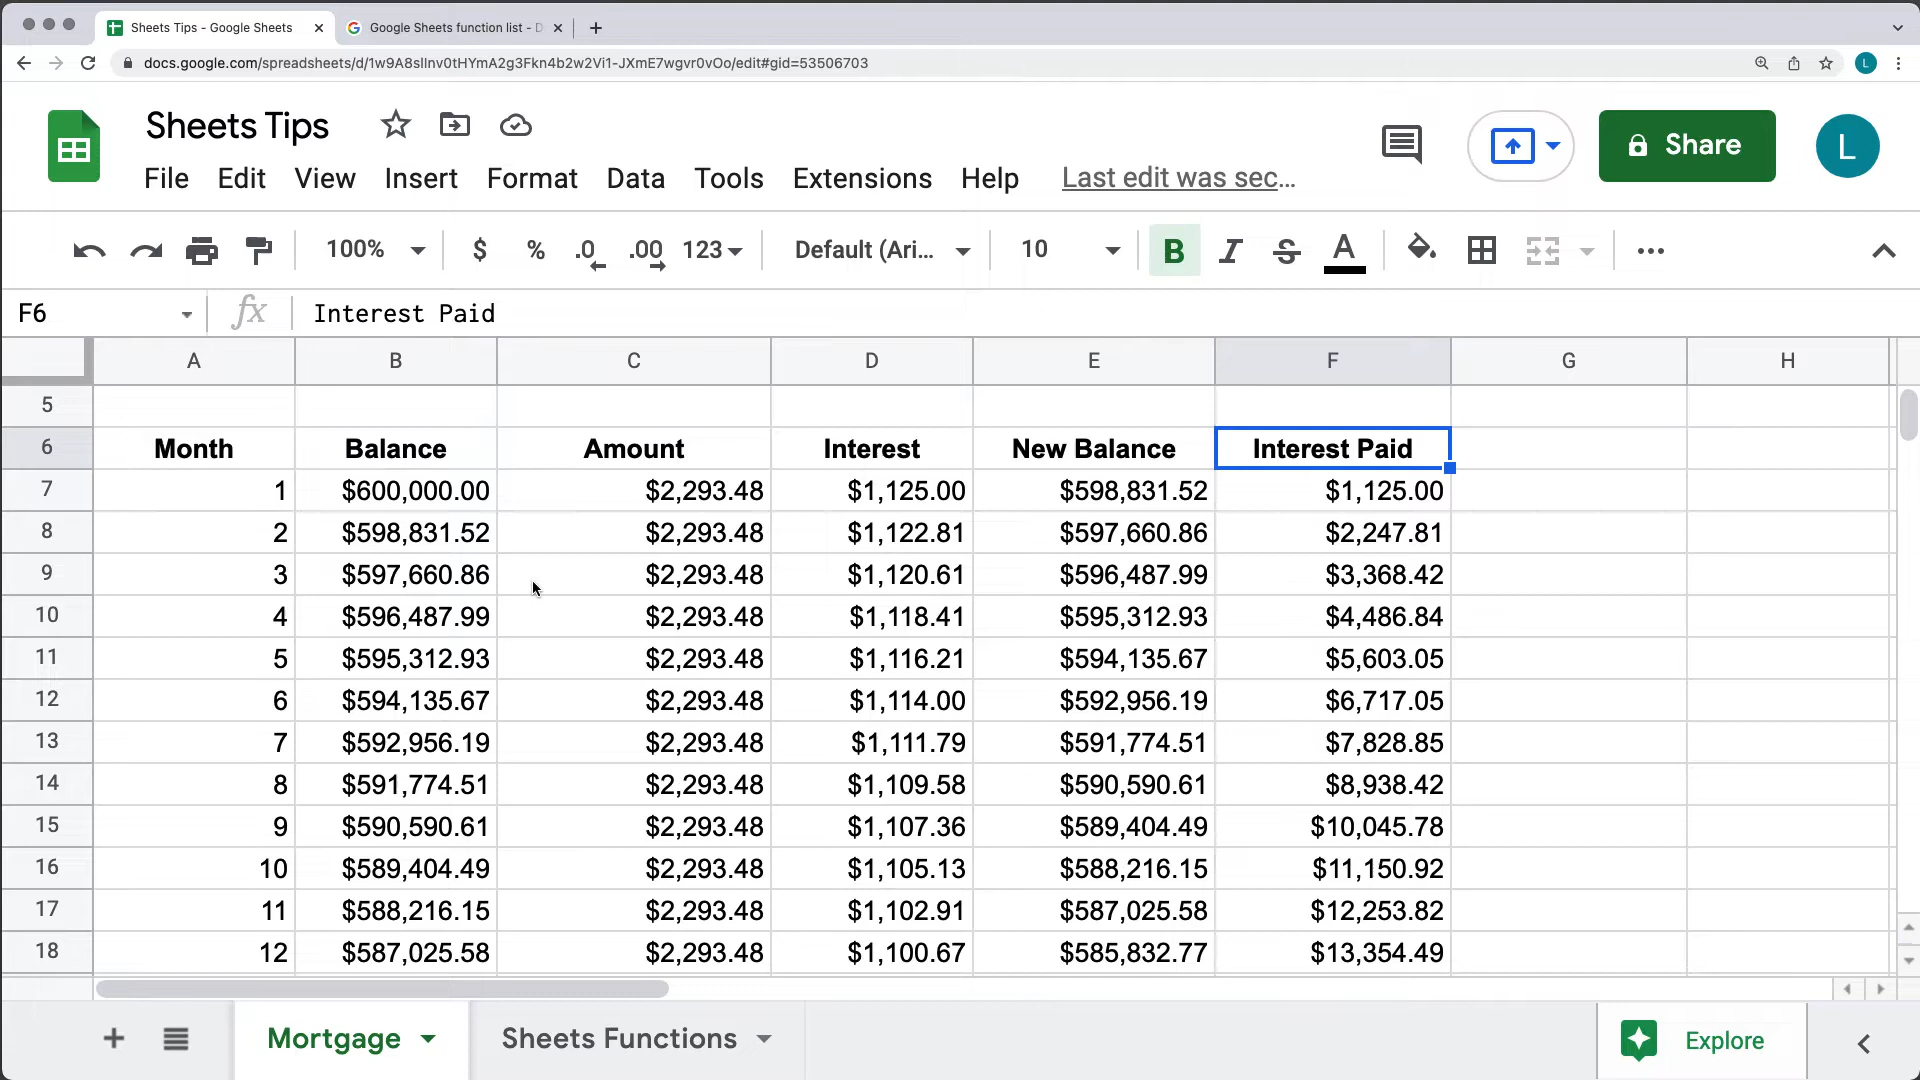 Sheets Tips - Google Sheets
Google Sheets function list - D
docs.google.com/spreadsheets/d/1w9A8sIlnv0tHYmA2g3Fkn4b2w2Vi1-JXmE7wgvr0vOo/edit#gid=53506703
L
Sheets Tips
Share
L
File Edit View Insert Format Data Tools Extensions Help Last edit was sec...
100% $ % .0 .00 123 Default (Ari... 10 B I S A
F6 fx Interest Paid
A B C D E F G H
5
6 Month Balance Amount Interest New Balance Interest Paid
7 1 $600,000.00 $2,293.48 $1,125.00 $598,831.52 $1,125.00
8 2 $598,831.52 $2,293.48 $1,122.81 $597,660.86 $2,247.81
9 3 $597,660.86 $2,293.48 $1,120.61 $596,487.99 $3,368.42
10 4 $596,487.99 $2,293.48 $1,118.41 $595,312.93 $4,486.84
11 5 $595,312.93 $2,293.48 $1,116.21 $594,135.67 $5,603.05
12 6 $594,135.67 $2,293.48 $1,114.00 $592,956.19 $6,717.05
13 7 $592,956.19 $2,293.48 $1,111.79 $591,774.51 $7,828.85
14 8 $591,774.51 $2,293.48 $1,109.58 $590,590.61 $8,938.42
15 9 $590,590.61 $2,293.48 $1,107.36 $589,404.49 $10,045.78
16 10 $589,404.49 $2,293.48 $1,105.13 $588,216.15 $11,150.92
17 11 $588,216.15 $2,293.48 $1,102.91 $587,025.58 $12,253.82
18 12 $587,025.58 $2,293.48 $1,100.67 $585,832.77 $13,354.49
Mortgage Sheets Functions Explore